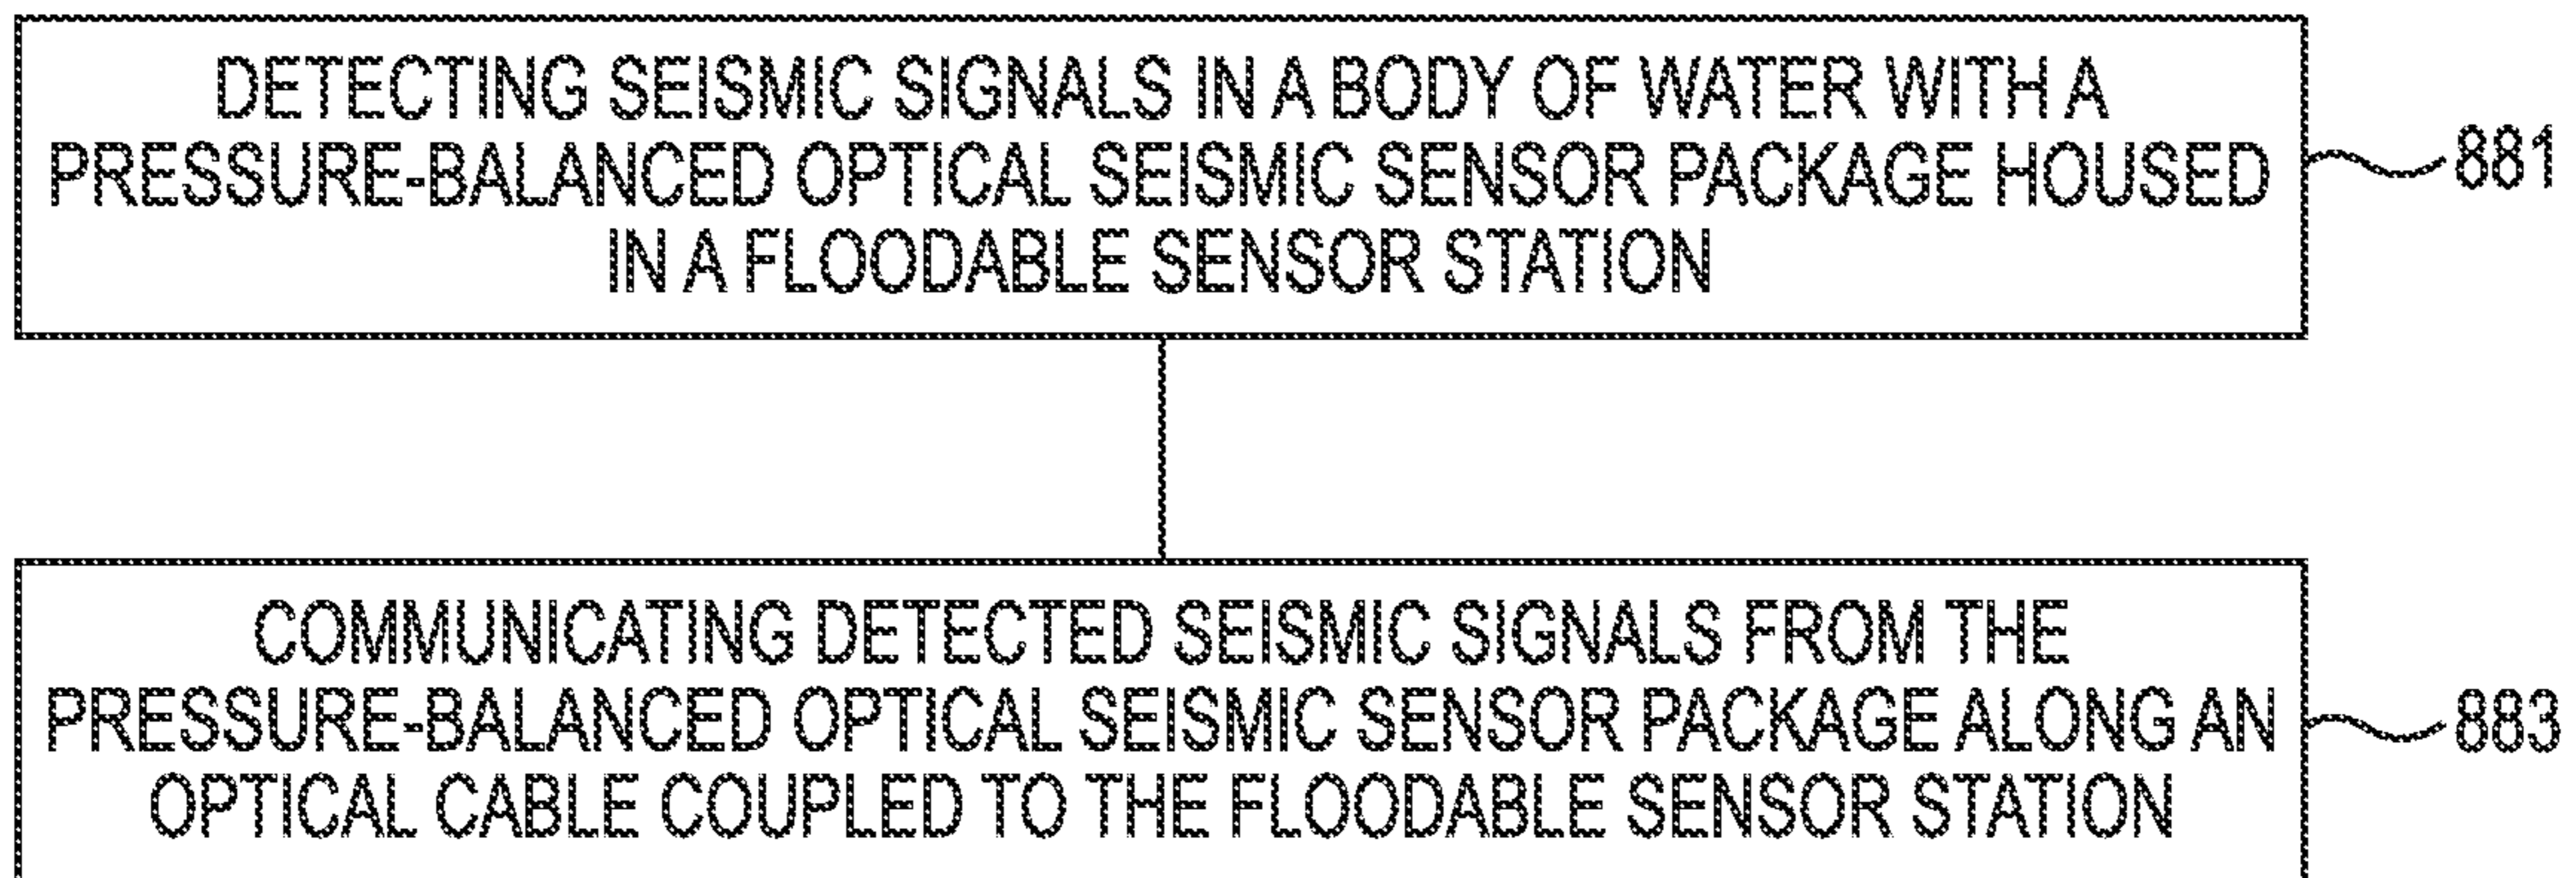 DETECTING SEISMIC SIGNALS IN A BODY OF WATER WITH A
PRESSURE-BALANCED OPTICAL SEISMIC SENSOR PACKAGE HOUSED
IN A FLOODABLE SENSOR STATION
881
COMMUNICATING DETECTED SEISMIC SIGNALS FROM THE
PRESSURE-BALANCED OPTICAL SEISMIC SENSOR PACKAGE ALONG AN
OPTICAL CABLE COUPLED TO THE FLOODABLE SENSOR STATION
883